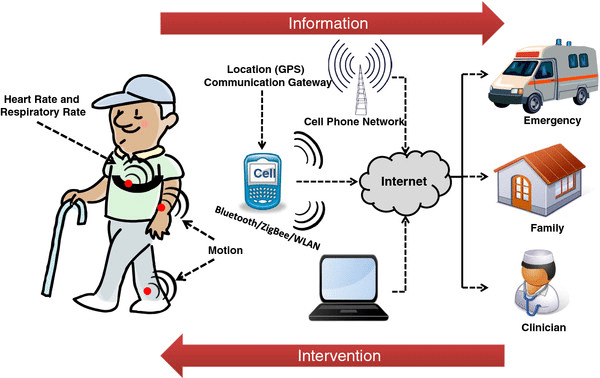 Information
Location (GPS)
Communication Gateway
Heart Rate and
Respiratory Rate
Cell Phone Network
Emergency
Cell
Internet
Bluetooth/ZigBee/WLAN
Motion
Family
Clinician
Intervention